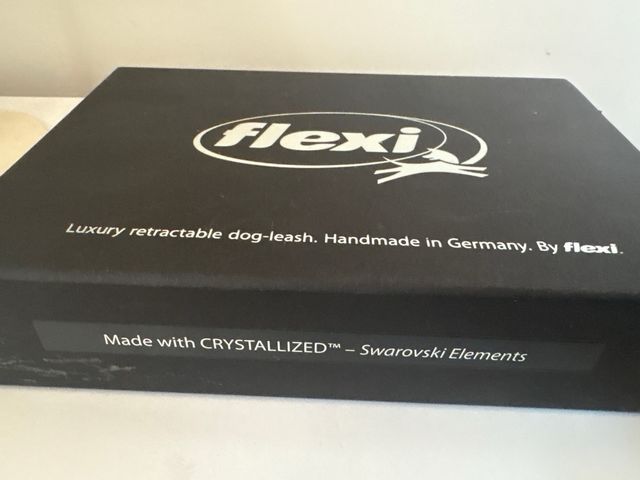 flexi
Luxury retractable dog-leash. Handmade in Germany. By flexi.
Made with CRYSTALLIZED™ – Swarovski Elements